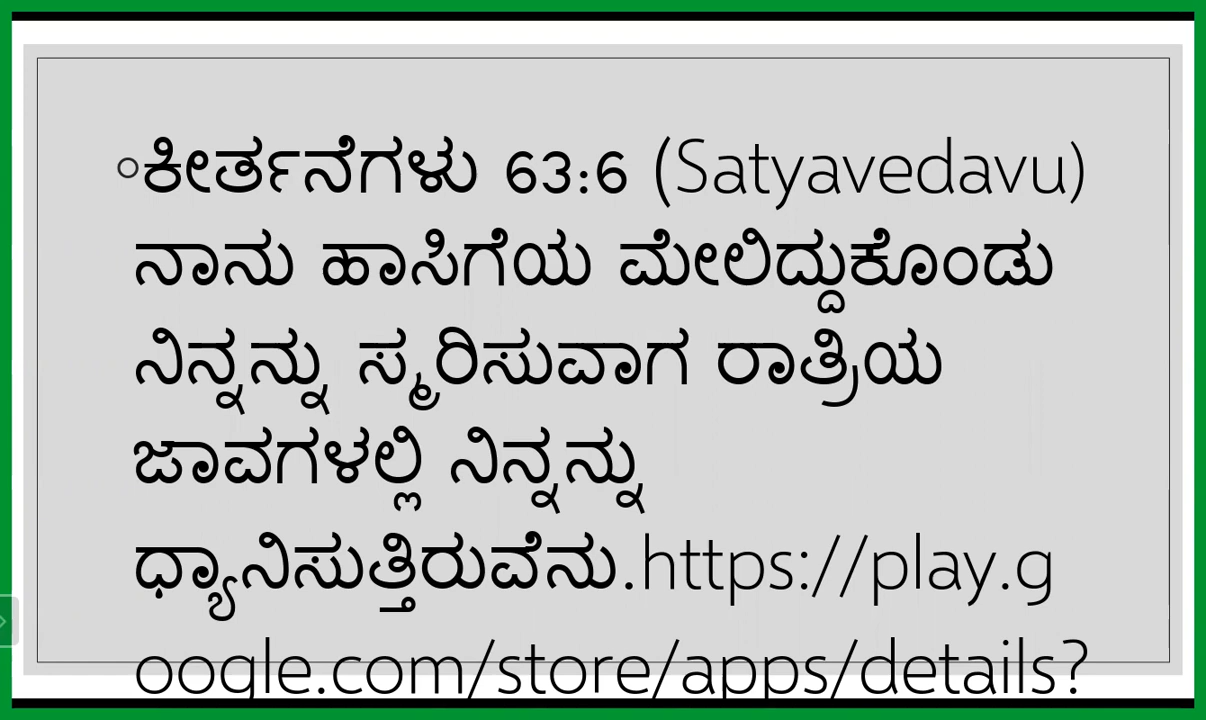 ◦ಕೀರ್ತನೆಗಳು 63:6 (Satyavedavu)
ನಾನು ಹಾಸಿಗೆಯ ಮೇಲಿದ್ದುಕೊಂಡು
ನಿನ್ನನ್ನು ಸ್ಮರಿಸುವಾಗ ರಾತ್ರಿಯ
ಜಾವಗಳಲ್ಲಿ ನಿನ್ನನ್ನು
ಧ್ಯಾನಿಸುತ್ತಿರುವೆನು.https://play.g
oogle.com/store/apps/details?